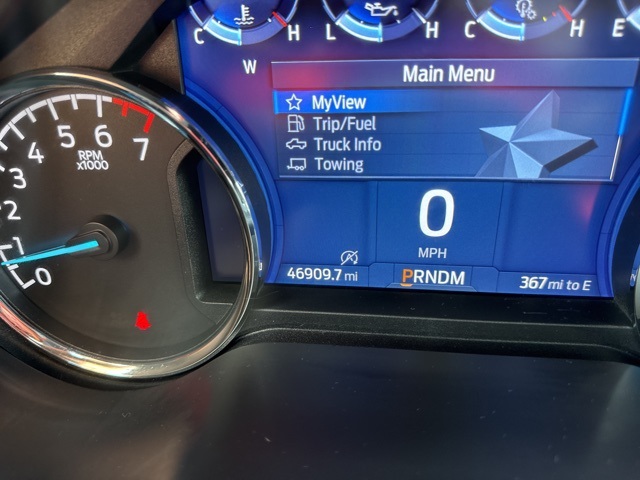 C H L H C H E
W
Main Menu
MyView
Trip/Fuel
Truck Info
Towing
0
MPH
46909.7 mi
PRNDM
367 mi to E
0 1 2 3 4 5 6 7
RPM
x1000